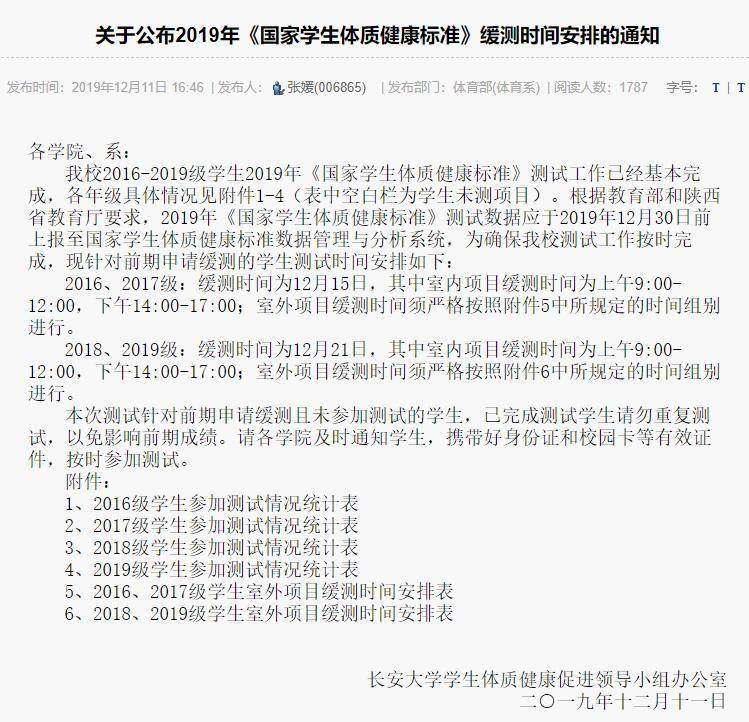 关于公布2019年《国家学生体质健康标准》缓测时间安排的通知
发布时间：2019年12月11日 16:46 | 发布人：张媛(006865) | 发布部门：体育部(体育系) | 阅读人数：1787 字号：T | T
各学院、系：
我校2016-2019级学生2019年《国家学生体质健康标准》测试工作已经基本完
成，各年级具体情况见附件1-4（表中空白栏为学生未测项目）。根据教育部和陕西
省教育厅要求，2019年《国家学生体质健康标准》测试数据应于2019年12月30日前
上报至国家学生体质健康标准数据管理与分析系统，为确保我校测试工作按时完
成，现针对前期申请缓测的学生测试时间安排如下：
2016、2017级：缓测时间为12月15日，其中室内项目缓测时间为上午9:00-
12:00，下午14:00-17:00；室外项目缓测时间须严格按照附件5中所规定的时间组别
进行。
2018、2019级：缓测时间为12月21日，其中室内项目缓测时间为上午9:00-
12:00，下午14:00-17:00；室外项目缓测时间须严格按照附件6中所规定的时间组别
进行。
本次测试针对前期申请缓测且未参加测试的学生，已完成测试学生请勿重复测
试，以免影响前期成绩。请各学院及时通知学生，携带好身份证和校园卡等有效证
件，按时参加测试。
附件：
1、2016级学生参加测试情况统计表
2、2017级学生参加测试情况统计表
3、2018级学生参加测试情况统计表
4、2019级学生参加测试情况统计表
5、2016、2017级学生室外项目缓测时间安排表
6、2018、2019级学生室外项目缓测时间安排表
长安大学学生体质健康促进领导小组办公室
二〇一九年十二月十一日